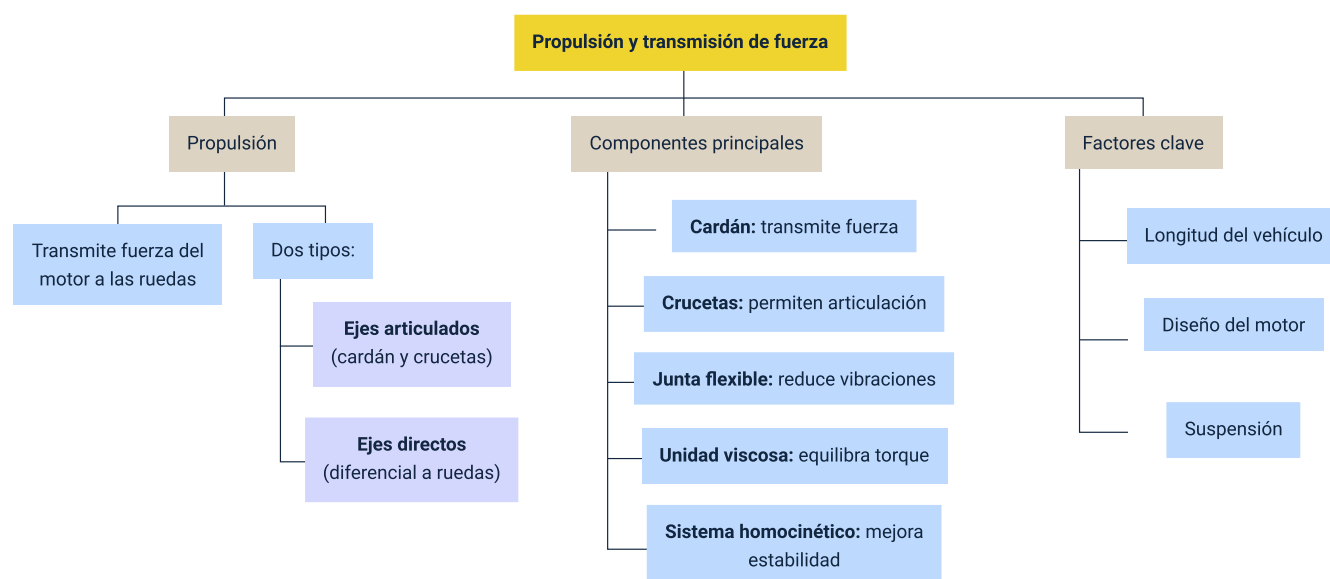 Propulsión y transmisión de fuerza
Propulsión
Transmite fuerza del
motor a las ruedas
Dos tipos:
Ejes articulados
(cardán y crucetas)
Ejes directos
(diferencial a ruedas)
Componentes principales
Cardán: transmite fuerza
Crucetas: permiten articulación
Junta flexible: reduce vibraciones
Unidad viscosa: equilibra torque
Sistema homocinético: mejora
estabilidad
Factores clave
Longitud del vehículo
Diseño del motor
Suspensión